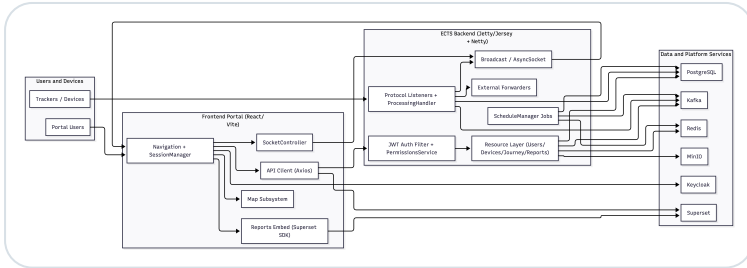 ECTS Backend (Jetty/Jersey
+ Netty)
Broadcast / AsyncSocket
Data and Platform Services
PostgreSQL
Users and Devices
Trackers / Devices
Protocol Listeners +
ProcessingHandler
External Forwarders
Kafka
Frontend Portal (React/
Vite)
ScheduleManager Jobs
Portal Users
Redis
Navigation +
SessionManager
SocketController
JWT Auth Filter +
PermissionsService
Resource Layer (Users/
Devices/Journey/Reports)
MinIO
API Client (Axios)
Keycloak
Map Subsystem
Superset
Reports Embed (Superset
SDK)